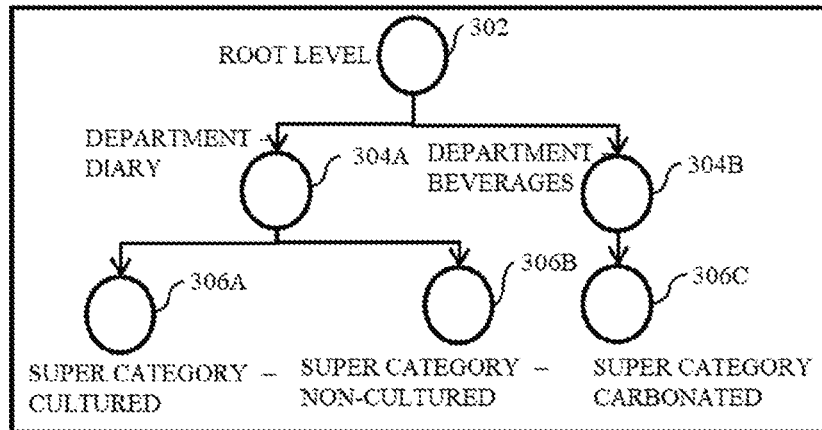 302
ROOT LEVEL
DEPARTMENT –
DIARY
304A
DEPARTMENT –
BEVERAGES
304B
306A
306B
306C
SUPER CATEGORY –
CULTURED
SUPER CATEGORY –
NON-CULTURED
SUPER CATEGORY
CARBONATED